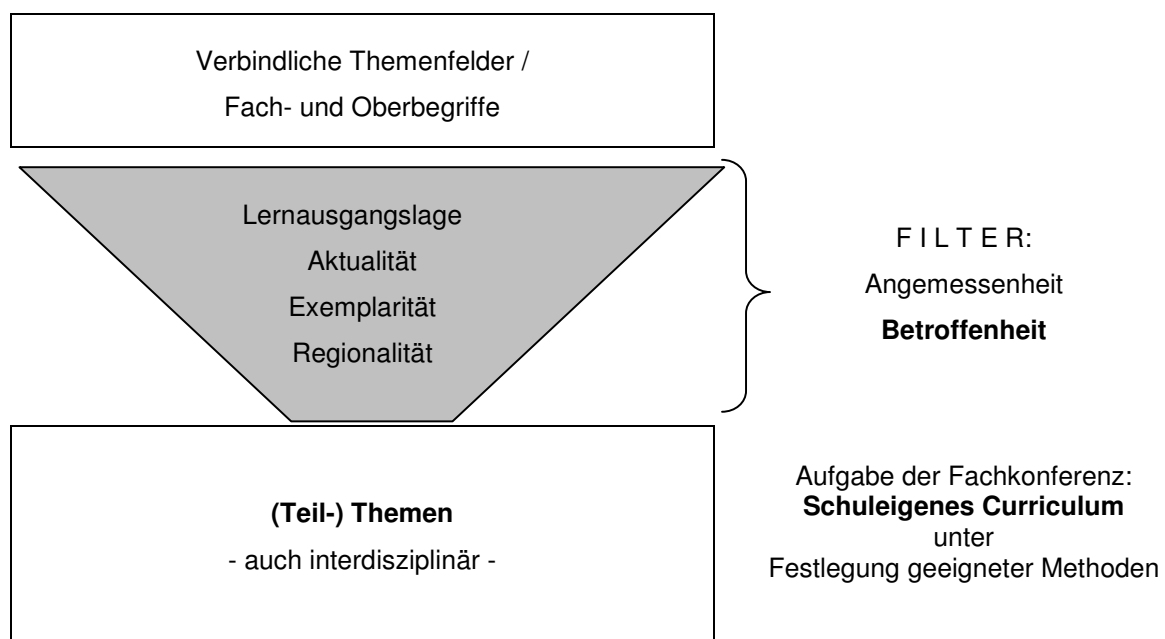 Verbindliche Themenfelder /
Fach- und Oberbegriffe
Lernausgangslage
Aktualität
Exemplarität
Regionalität
F I L T E R:
Angemessenheit
Betroffenheit
(Teil-) Themen
- auch interdisziplinär -
Aufgabe der Fachkonferenz:
Schuleigenes Curriculum
unter
Festlegung geeigneter Methoden